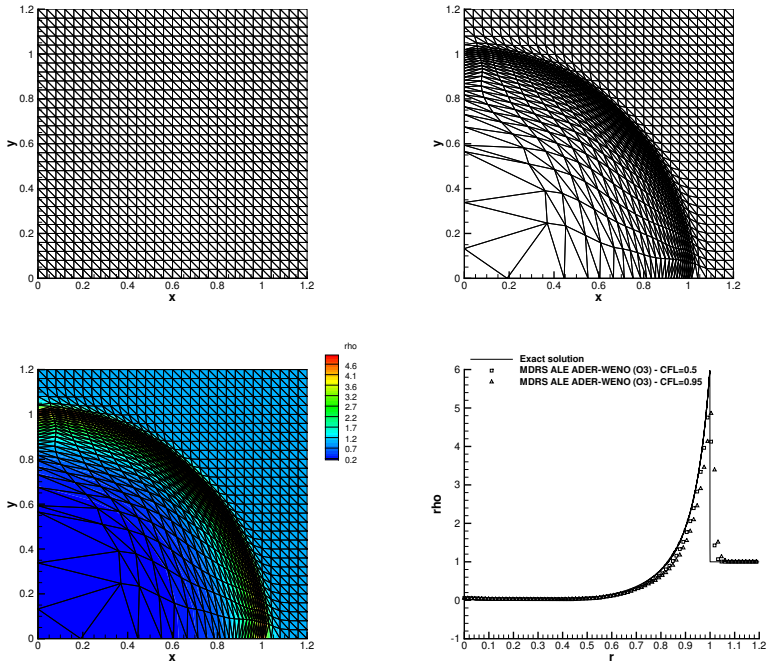 1.2
1
0.8
0.6
0.4
0.2
0
y
0 0.2 0.4 0.6 0.8 1 1.2
x
1.2
1
0.8
0.6
0.4
0.2
0
y
0 0.2 0.4 0.6 0.8 1 1.2
x
1.2
1
0.8
0.6
0.4
0.2
0
y
0 0.2 0.4 0.6 0.8 1 1.2
x
rho
4.6
4.1
3.6
3.2
2.7
2.2
1.7
1.2
0.7
0.2
Exact solution
MDRS ALE ADER-WENO (O3) - CFL=0.5
MDRS ALE ADER-WENO (O3) - CFL=0.95
6
5
4
3
2
1
0
-1
rho
0 0.1 0.2 0.3 0.4 0.5 0.6 0.7 0.8 0.9 1 1.1 1.2
r